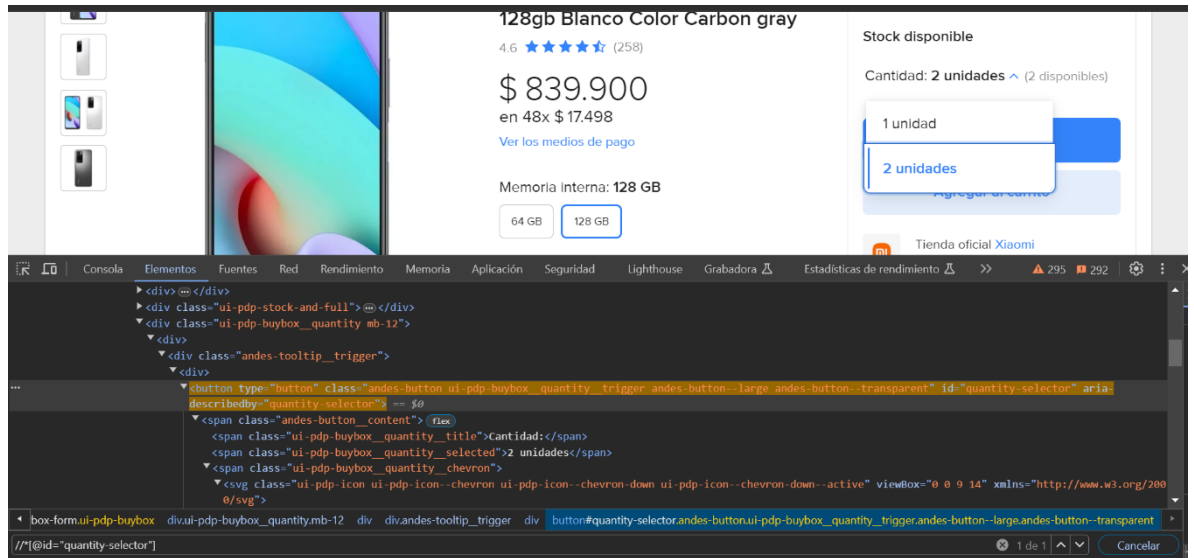 128gb Blanco Color Carbon gray
4.6 (258)
$ 839.900
en 48x $ 17.498
Ver los medios de pago
Memoria interna: 128 GB
64 GB 128 GB
Stock disponible
Cantidad: 2 unidades (2 disponibles)
1 unidad
2 unidades
Agregar al carrito
Tienda oficial Xiaomi
Consola Elementos Fuentes Red Rendimiento Memoria Aplicación Seguridad Lighthouse Grabadora Estadísticas de rendimiento >> 295 292
<div> ... </div>
<div class="ui-pdp-stock-and-full"> ... </div>
<div class="ui-pdp-buybox__quantity mb-12">
<div>
<div class="andes-tooltip__trigger">
<div>
... <button type="button" class="andes-button ui-pdp-buybox__quantity__trigger andes-button--large andes-button--transparent" id="quantity-selector" aria-
describedby="quantity-selector"> == $0
<span class="andes-button__content"> flex
<span class="ui-pdp-buybox__quantity__title">Cantidad:</span>
<span class="ui-pdp-buybox__quantity__selected">2 unidades</span>
<span class="ui-pdp-buybox__quantity__chevron">
<svg class="ui-pdp-icon ui-pdp-icon--chevron ui-pdp-icon--chevron-down ui-pdp-icon--chevron-down--active" viewBox="0 0 9 14" xmlns="http://www.w3.org/200
0/svg">
box-form.ui-pdp-buybox div.ui-pdp-buybox__quantity.mb-12 div div.andes-tooltip__trigger div button#quantity-selector.andes-button.ui-pdp-buybox__quantity__trigger.andes-button--large.andes-button--transparent
//*[@id="quantity-selector"] 1 de 1 Cancelar